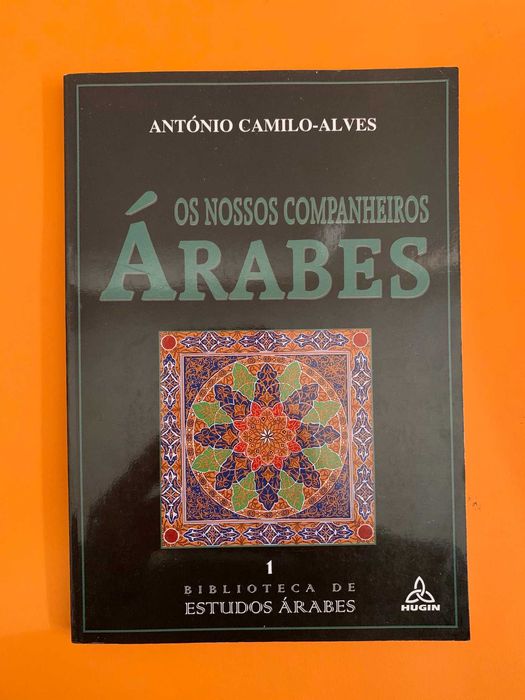 ANTÓNIO CAMILO-ALVES
OS NOSSOS COMPANHEIROS
ÁRABES
1
BIBLIOTECA DE
ESTUDOS ÁRABES
HUGIN